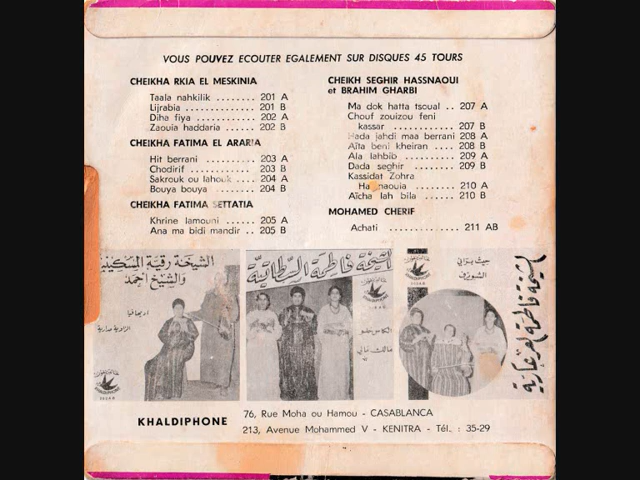 VOUS POUVEZ ECOUTER EGALEMENT SUR DISQUES 45 TOURS
CHEIKHA RKIA EL MESKINIA
Taala nahkilik ........ 201 A
Lijrabia .............. 201 B
Diha fiya ............. 202 A
Zaouia haddaria ....... 202 B
CHEIKHA FATIMA EL ARARIA
Hit berrani ........... 203 A
Chodirif .............. 203 B
Sakrouk ou lahouk .... 204 A
Bouya bouya .......... 204 B
CHEIKHA FATIMA SETTATIA
Khrine lamouni ...... 205 A
Ana ma bidi mandir .. 205 B
CHEIKH SEGHIR HASSNAOUI
et BRAHIM GHARBI
Ma dok hatta tsoual .. 207 A
Chouf zouizou feni
kassar .............. 207 B
Hada jahdi maa berrani 208 A
Aïta beni kheiran .... 208 B
Ala lahbib ........... 209 A
Dada seghir .......... 209 B
Kassidat Zohra
Ha naouia ........... 210 A
Aïcha lah bila ....... 210 B
MOHAMED CHERIF
Achati .............. 211 AB
الشيخة رقية المسكينية
والشيخ أحمد
الشيخة فاطمة السطاتية
الشيخة فاطمة العرعارية
KHALDIPHONE
76, Rue Moha ou Hamou - CASABLANCA
213, Avenue Mohammed V - KENITRA - Tél. : 35-29